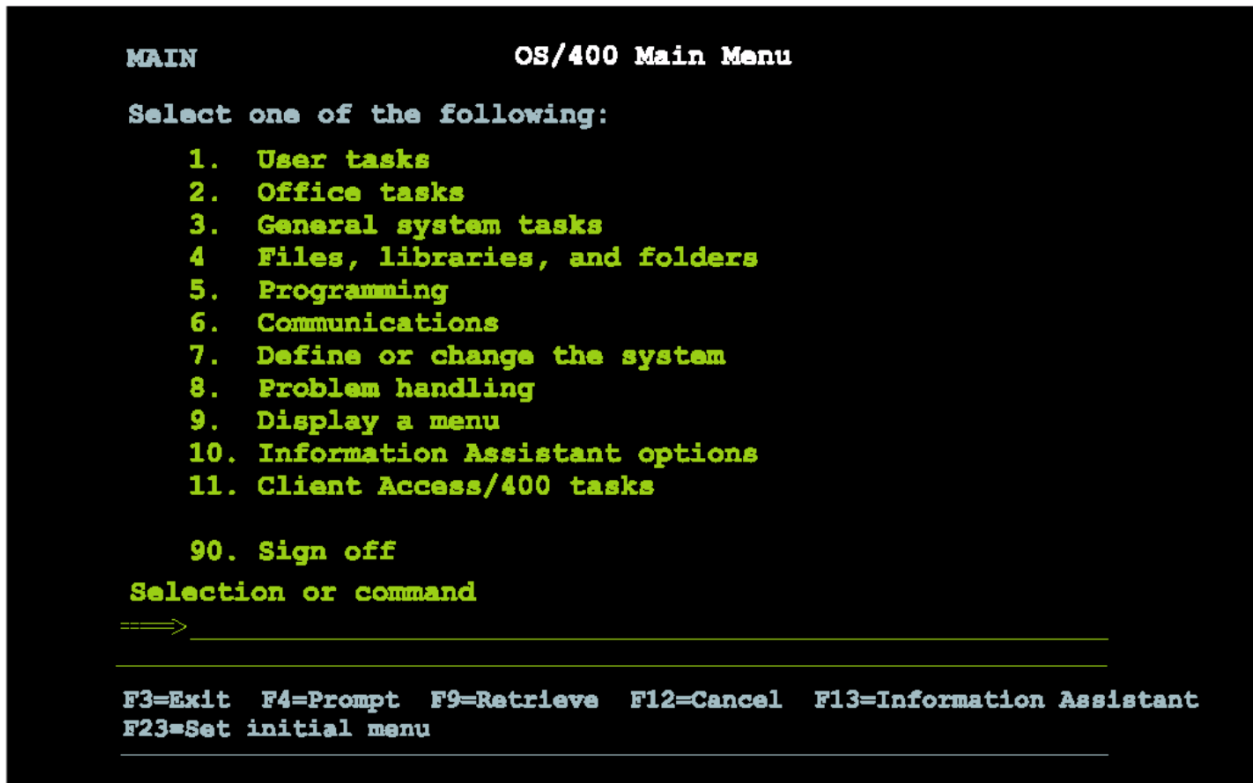 MAIN OS/400 Main Menu
Select one of the following:
1. User tasks
2. Office tasks
3. General system tasks
4 Files, libraries, and folders
5. Programming
6. Communications
7. Define or change the system
8. Problem handling
9. Display a menu
10. Information Assistant options
11. Client Access/400 tasks
90. Sign off
Selection or command
===>
F3=Exit F4=Prompt F9=Retrieve F12=Cancel F13=Information Assistant
F23=Set initial menu